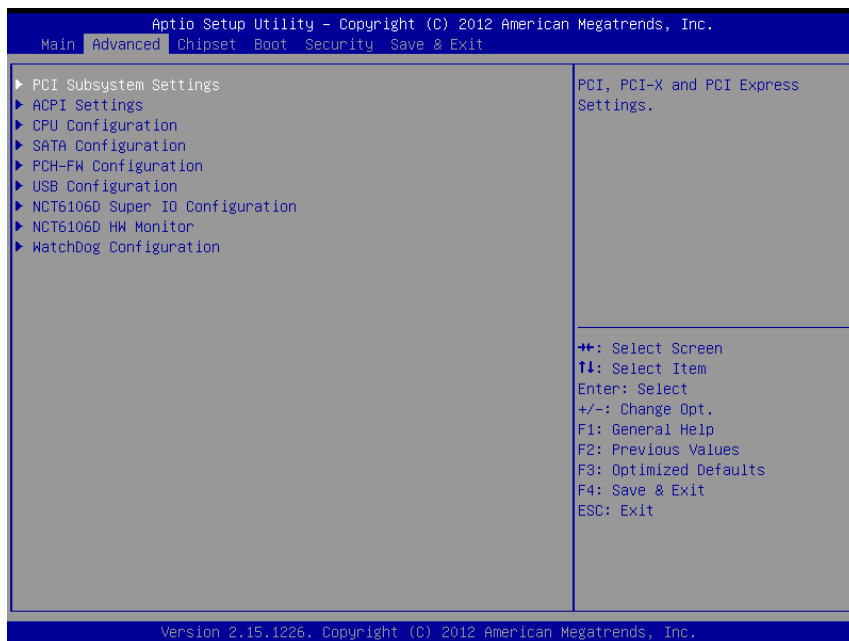 Aptio Setup Utility – Copyright (C) 2012 American Megatrends, Inc.
Main Advanced Chipset Boot Security Save & Exit
▶ PCI Subsystem Settings
▶ ACPI Settings
▶ CPU Configuration
▶ SATA Configuration
▶ PCH-FW Configuration
▶ USB Configuration
▶ NCT6106D Super IO Configuration
▶ NCT6106D HW Monitor
▶ WatchDog Configuration
PCI, PCI-X and PCI Express
Settings.
→←: Select Screen
↑↓: Select Item
Enter: Select
+/-: Change Opt.
F1: General Help
F2: Previous Values
F3: Optimized Defaults
F4: Save & Exit
ESC: Exit
Version 2.15.1226. Copyright (C) 2012 American Megatrends, Inc.